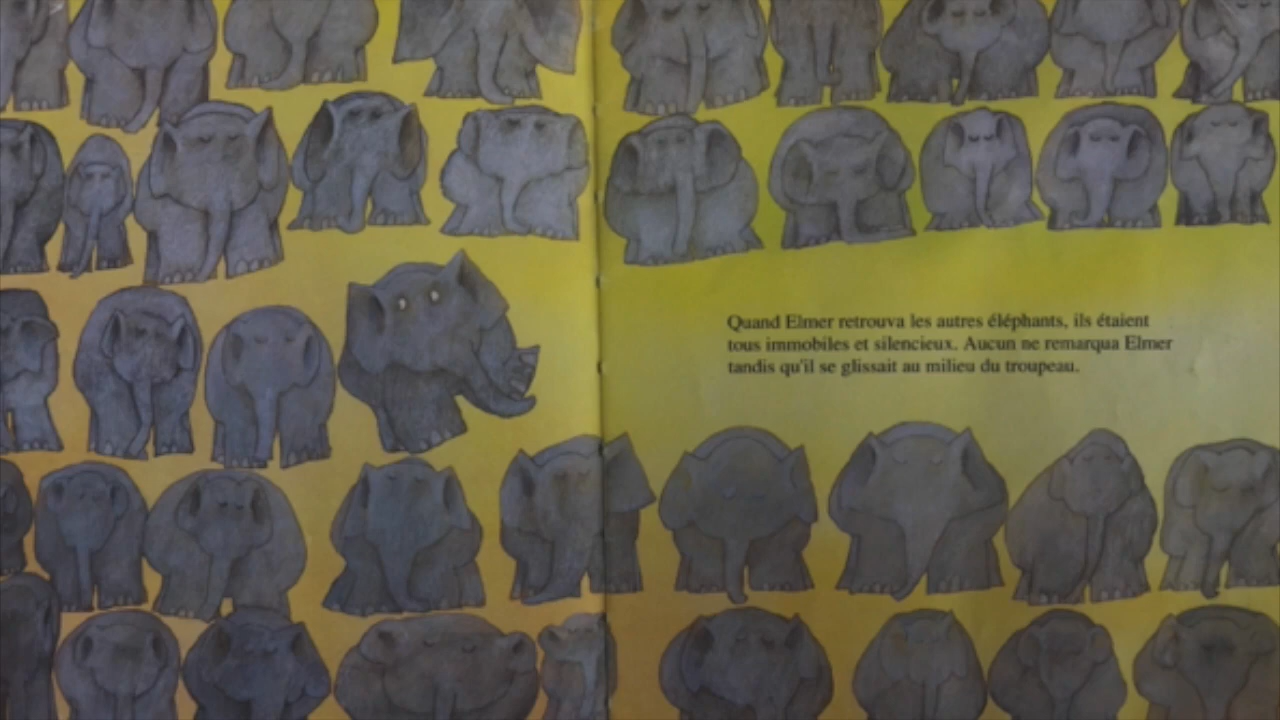 Quand Elmer retrouva les autres éléphants, ils étaient
tous immobiles et silencieux. Aucun ne remarqua Elmer
tandis qu'il se glissait au milieu du troupeau.